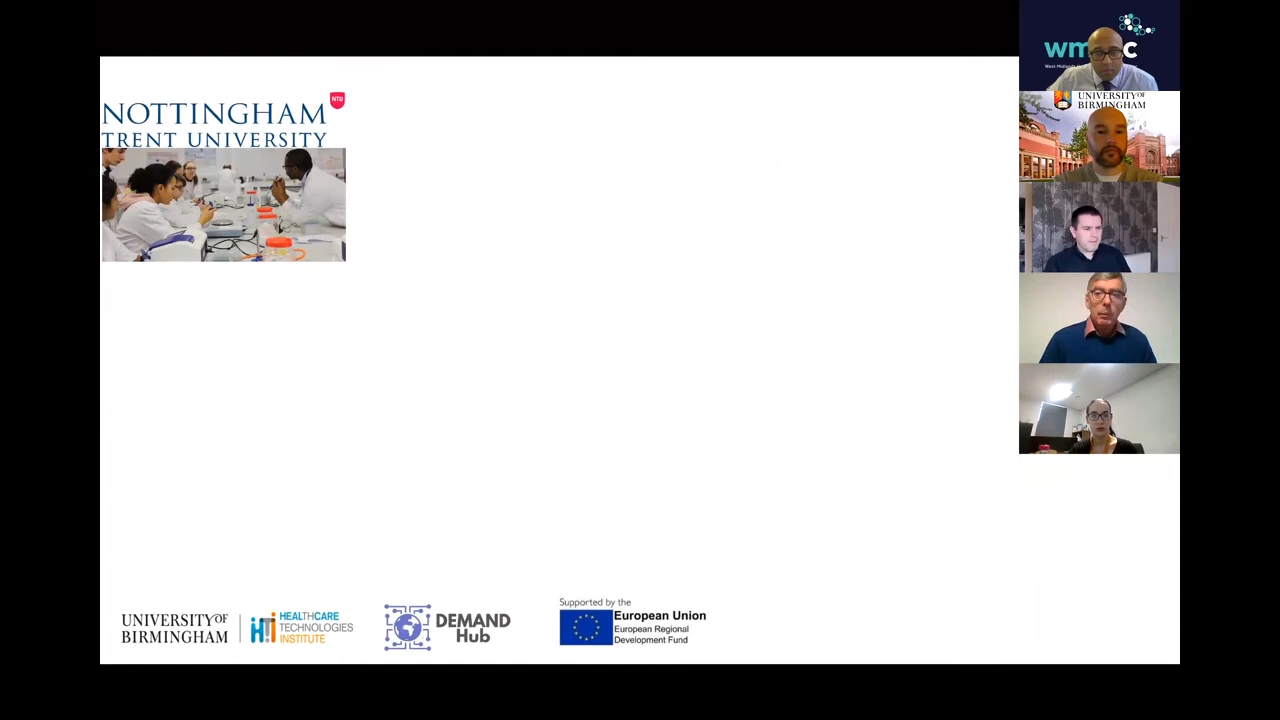 NOTTINGHAM
TRENT UNIVERSITY
NTU
wm
c
UNIVERSITY OF
BIRMINGHAM
UNIVERSITY OF
BIRMINGHAM
HEALTHCARE
TECHNOLOGIES
INSTITUTE
DEMAND
Hub
Supported by the
European Union
European Regional
Development Fund